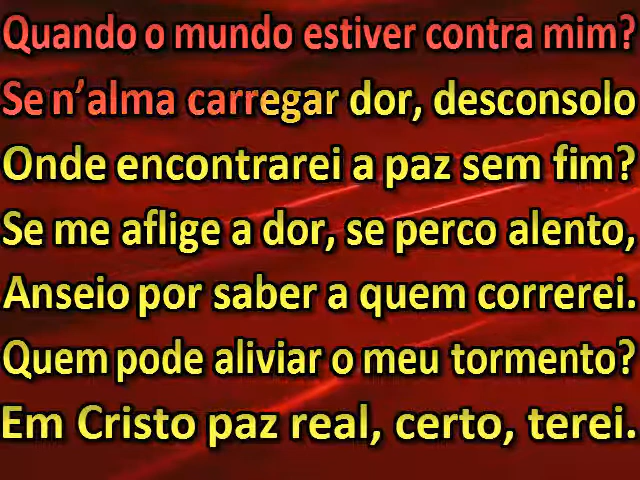 Quando o mundo estiver contra mim?
Se n’alma carregar dor, desconsolo
Onde encontrarei a paz sem fim?
Se me aflige a dor, se perco alento,
Anseio por saber a quem correrei.
Quem pode aliviar o meu tormento?
Em Cristo paz real, certo, terei.